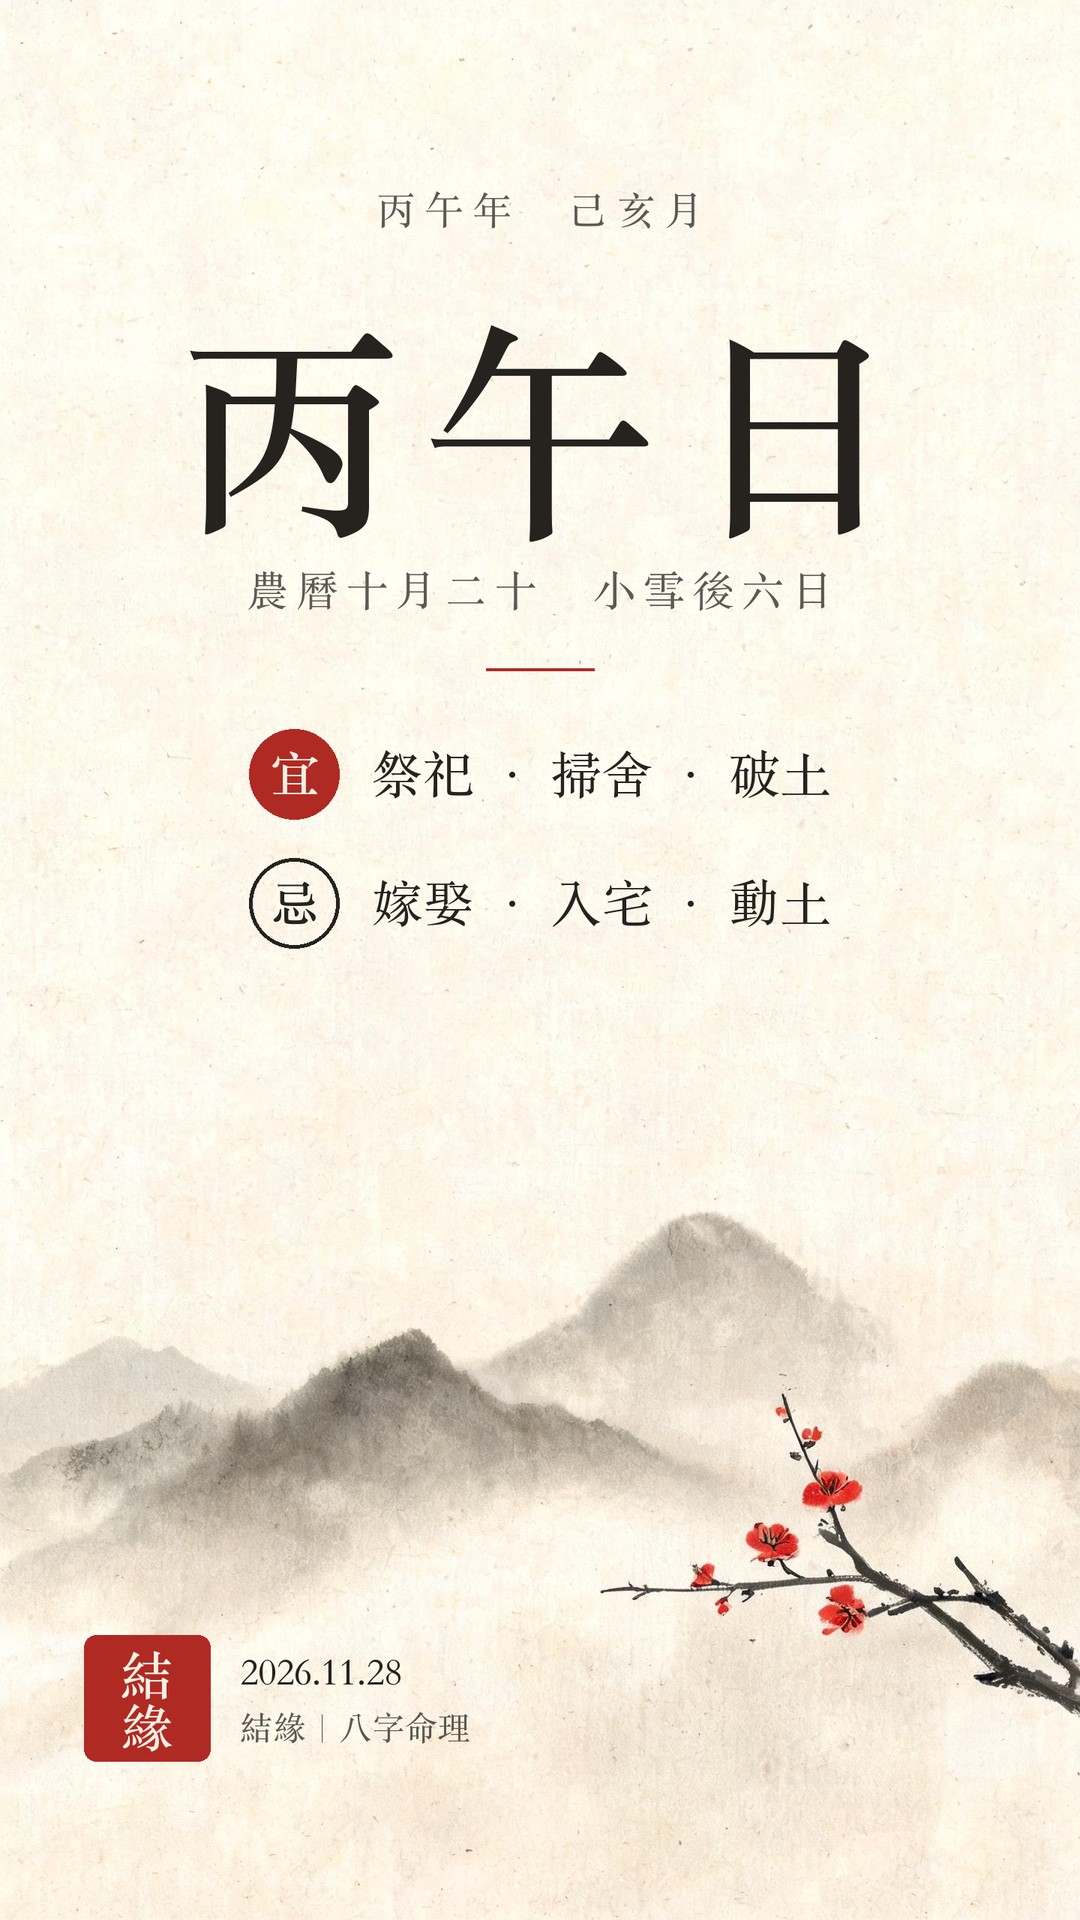 丙午年　己亥月
丙午日
農曆十月二十　小雪後六日
宜 祭祀 · 掃舍 · 破土
忌 嫁娶 · 入宅 · 動土
結緣
2026.11.28
結緣｜八字命理